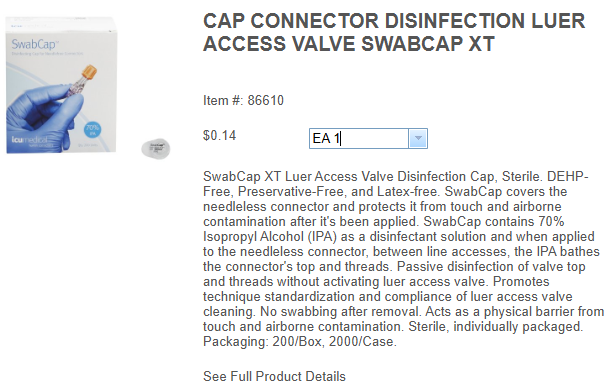 CAP CONNECTOR DISINFECTION LUER
ACCESS VALVE SWABCAP XT
SwabCap
70%
IPA
icumedical
Item #: 86610
$0.14
EA 1
SwabXT Luer Access Valve Disinfection Cap, Sterile. DEHP-
Free, Preservative-Free, and Latex-free. SwabCap covers the
needleless connector and protects it from touch and airborne
contamination after it's been applied. SwabCap contains 70%
Isopropyl Alcohol (IPA) as a disinfectant solution and when applied
to the needleless connector, between line accesses, the IPA bathes
the connector's top and threads. Passive disinfection of valve top
and threads without activating luer access valve. Promotes
technique standardization and compliance of luer access valve
cleaning. No swabbing after removal. Acts as a physical barrier from
touch and airborne contamination. Sterile, individually packaged.
Packaging: 200/Box, 2000/Case.
See Full Product Details